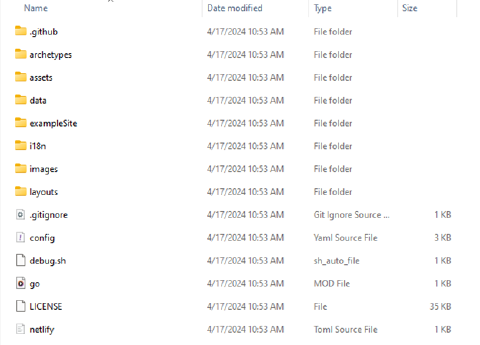 Name Date modified Type Size
.github 4/17/2024 10:53 AM File folder
archetypes 4/17/2024 10:53 AM File folder
assets 4/17/2024 10:53 AM File folder
data 4/17/2024 10:53 AM File folder
exampleSite 4/17/2024 10:53 AM File folder
i18n 4/17/2024 10:53 AM File folder
images 4/17/2024 10:53 AM File folder
layouts 4/17/2024 10:53 AM File folder
.gitignore 4/17/2024 10:53 AM Git Ignore Source ... 1 KB
config 4/17/2024 10:53 AM Yaml Source File 3 KB
debug.sh 4/17/2024 10:53 AM sh_auto_file 1 KB
go 4/17/2024 10:53 AM MOD File 1 KB
LICENSE 4/17/2024 10:53 AM File 35 KB
netlify 4/17/2024 10:53 AM Toml Source File 1 KB